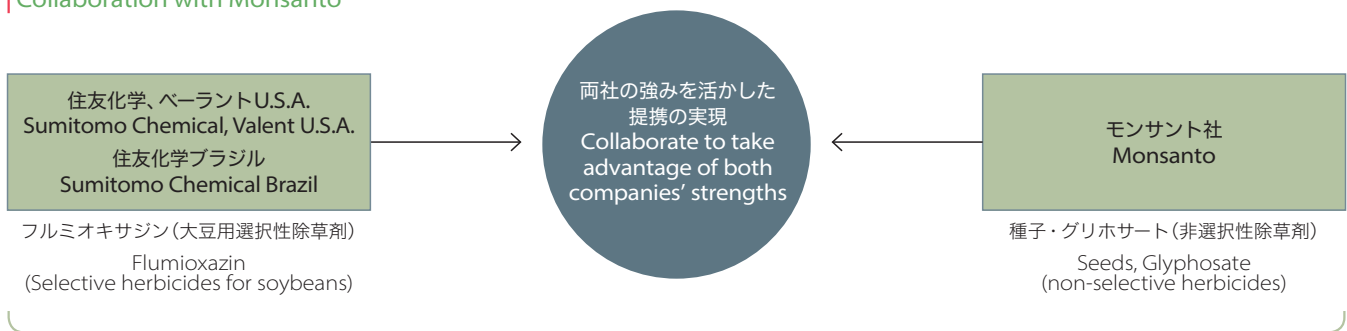 Collaboration with Monsanto
住友化学、ベーラントU.S.A.
Sumitomo Chemical, Valent U.S.A.
住友化学ブラジル
Sumitomo Chemical Brazil
フルミオキサジン(大豆用選択性除草剤)
Flumioxazin
(Selective herbicides for soybeans)
両社の強みを活かした
提携の実現
Collaborate to take
advantage of both
companies’ strengths
モンサント社
Monsanto
種子・グリホサート(非選択性除草剤)
Seeds, Glyphosate
(non-selective herbicides)